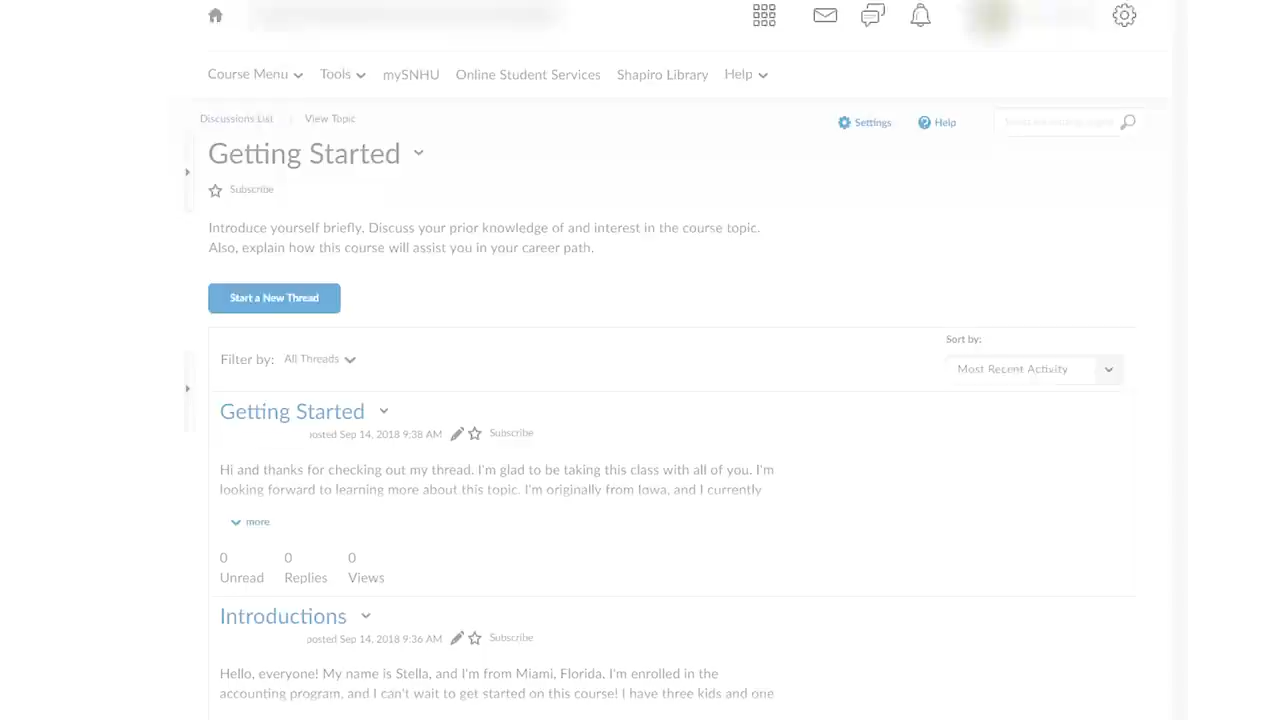 Course Menu Tools mySNHU Online Student Services Shapiro Library Help
Discussions List View Topic
Settings Help
Getting Started
Subscribe
Introduce yourself briefly. Discuss your prior knowledge of and interest in the course topic.
Also, explain how this course will assist you in your career path.
Start a New Thread
Sort by:
Filter by: All Threads
Most Recent Activity
Getting Started
posted Sep 14, 2018 9:38 AM Subscribe
Hi and thanks for checking out my thread. I'm glad to be taking this class with all of you. I'm
looking forward to learning more about this topic. I'm originally from Iowa, and I currently
more
0 0 0
Unread Replies Views
Introductions
posted Sep 14, 2018 9:36 AM Subscribe
Hello, everyone! My name is Stella, and I'm from Miami, Florida. I'm enrolled in the
accounting program, and I can't wait to get started on this course! I have three kids and one